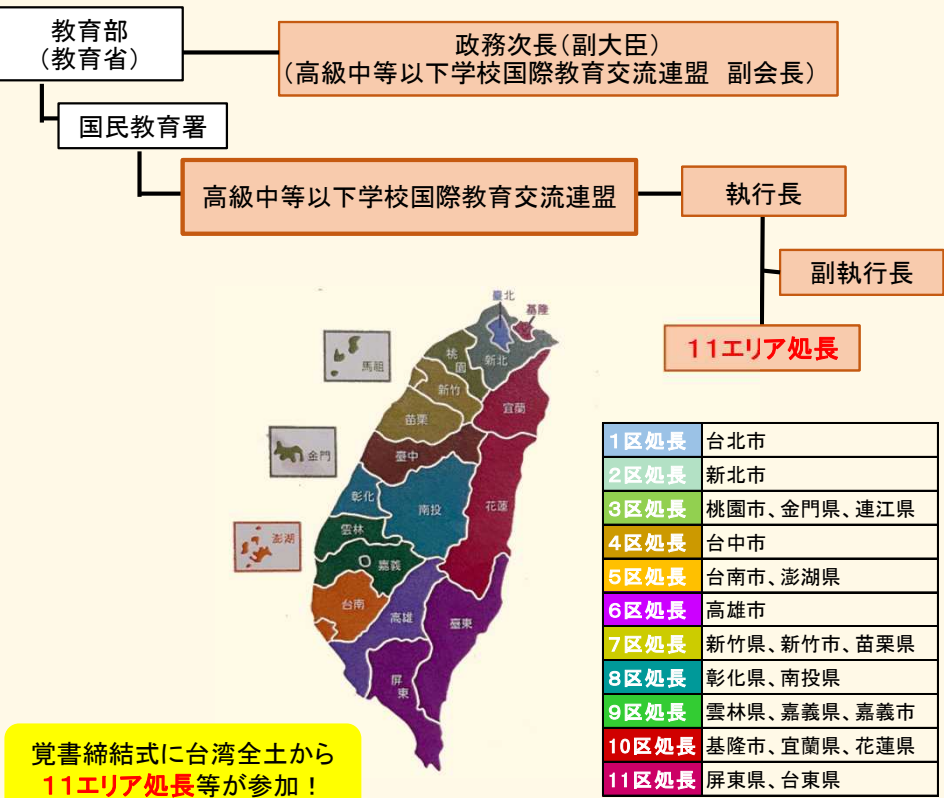 教育部
(教育省)
政務次長(副大臣)
(高級中等以下学校国際教育交流連盟 副会長)
国民教育署
高級中等以下学校国際教育交流連盟
執行長
副執行長
11エリア処長
臺北
基隆
新北
桃
園
馬祖
新竹
苗栗
宜蘭
臺中
金門
彰化
南投
花蓮
雲林
澎湖
嘉義
台南
高雄
臺東
屏
東
1区処長 台北市
2区処長 新北市
3区処長 桃園市、金門県、連江県
4区処長 台中市
5区処長 台南市、澎湖県
6区処長 高雄市
7区処長 新竹県、新竹市、苗栗県
8区処長 彰化県、南投県
9区処長 雲林県、嘉義県、嘉義市
10区処長 基隆市、宜蘭県、花蓮県
11区処長 屏東県、台東県
覚書締結式に台湾全土から
11エリア処長等が参加!